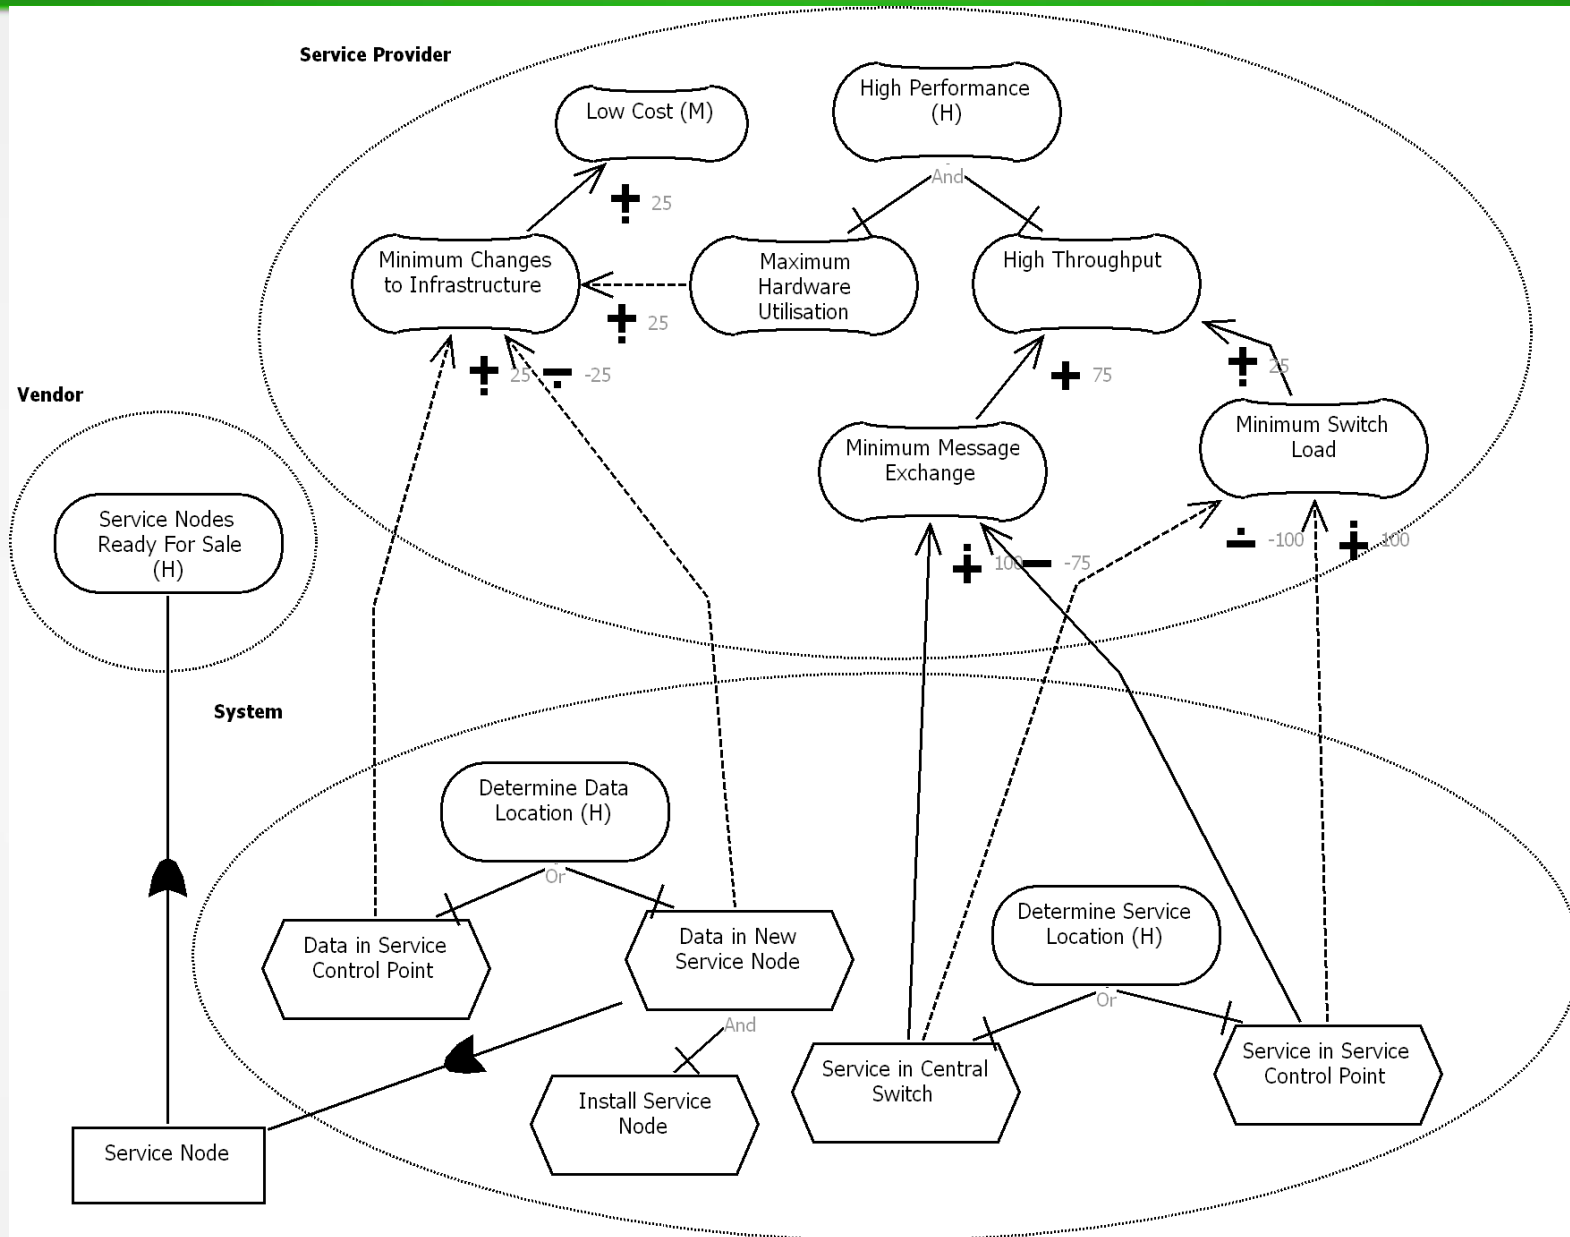 Service Provider
Low Cost (M)
High Performance
(H)
And
25
Minimum Changes
to Infrastructure
Maximum
Hardware
Utilisation
High Throughput
25
25
-25
75
25
Vendor
Minimum Message
Exchange
Minimum Switch
Load
Service Nodes
Ready For Sale
(H)
100
-75
-100
100
System
Determine Data
Location (H)
Or
Data in Service
Control Point
Data in New
Service Node
Determine Service
Location (H)
Or
And
Install Service
Node
Service in Central
Switch
Service in Service
Control Point
Service Node